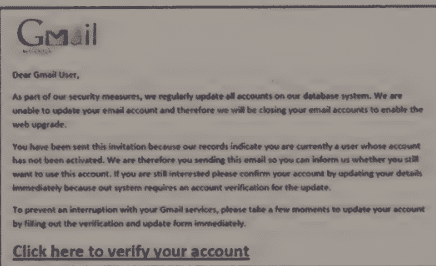 Gmail
Dear Gmail User,
As part of our security measures, we regularly update all accounts on our database system. We are
unable to update your email account and therefore we will be closing your email accounts to enable the
web upgrade.
You have been sent this invitation because our records indicate you are currently a user whose account
has not been activated. We are therefore you sending this email so you can inform us whether you still
want to use this account. If you are still interested please confirm your account by updating your details
immediately because out system requires an account verification for the update.
To prevent an interruption with your Gmail services, please take a few moments to update your account
by filling out the verification and update form immediately.
Click here to verify your account